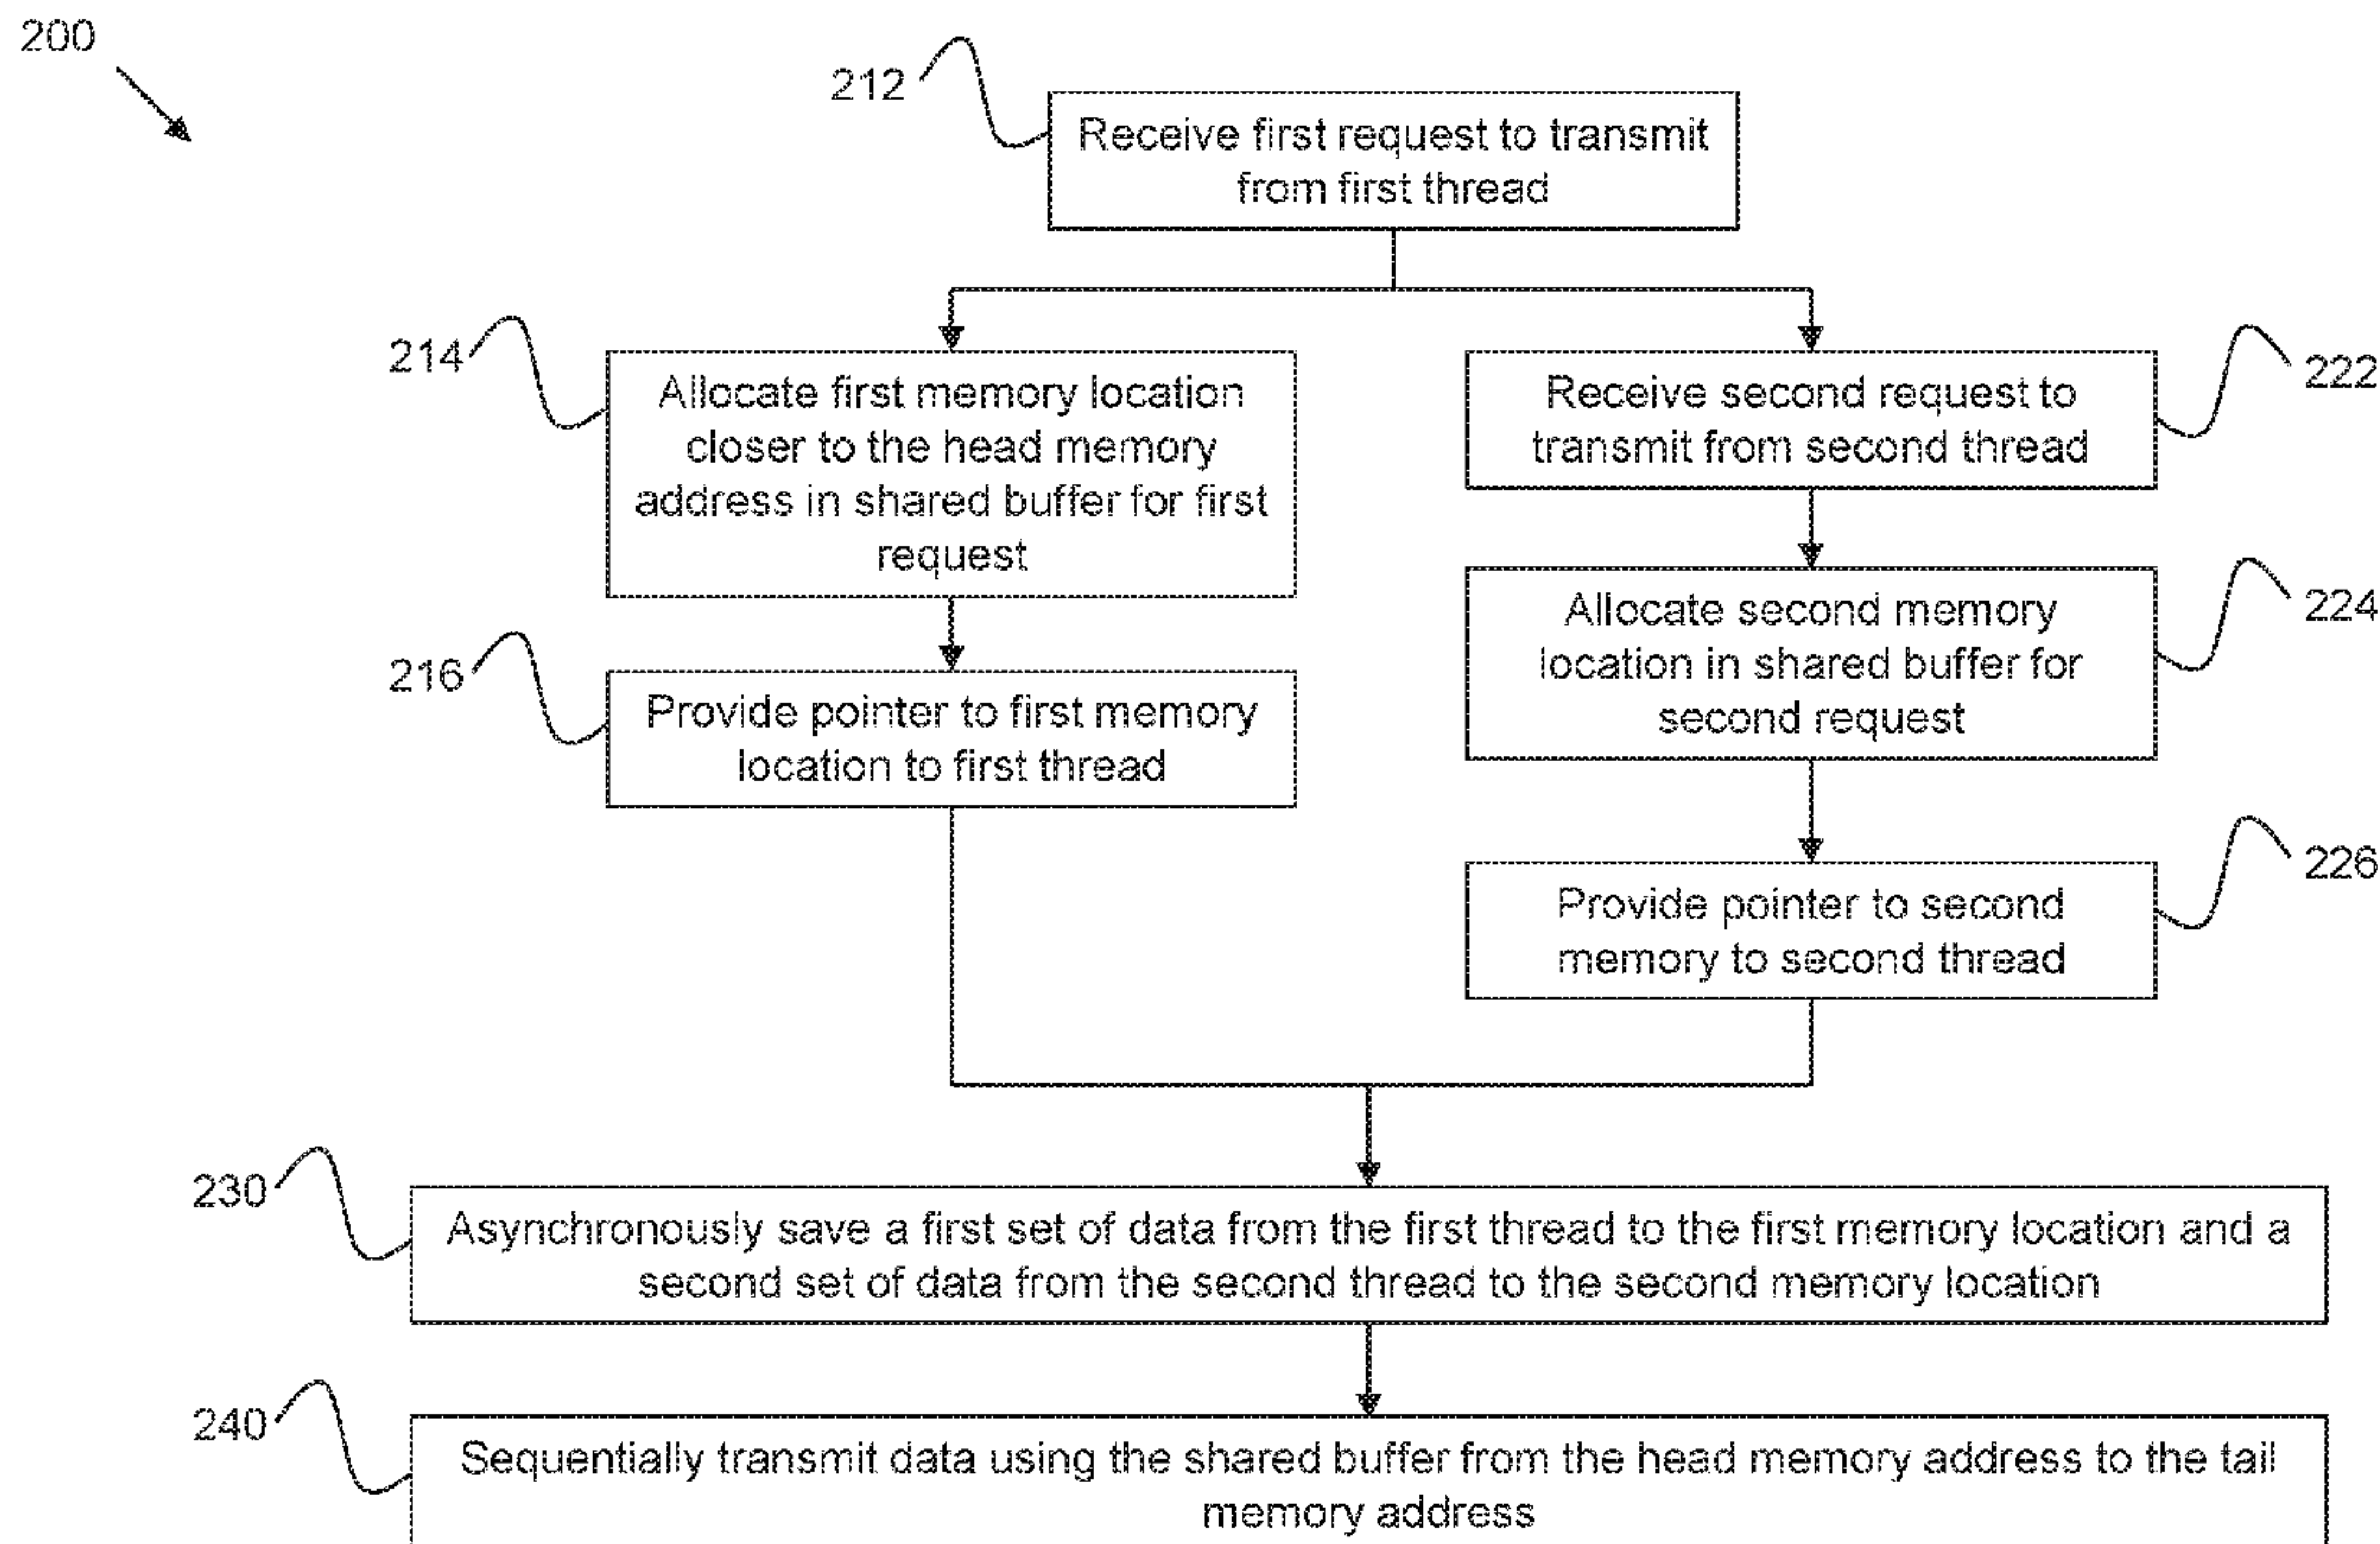 200
212
Receive first request to transmit
from first thread
214
Allocate first memory location
closer to the head memory
address in shared buffer for first
request
222
Receive second request to
transmit from second thread
224
Allocate second memory
location in shared buffer for
second request
216
Provide pointer to first memory
location to first thread
226
Provide pointer to second
memory to second thread
230
Asynchronously save a first set of data from the first thread to the first memory location and a
second set of data from the second thread to the second memory location
240
Sequentially transmit data using the shared buffer from the head memory address to the tail
memory address